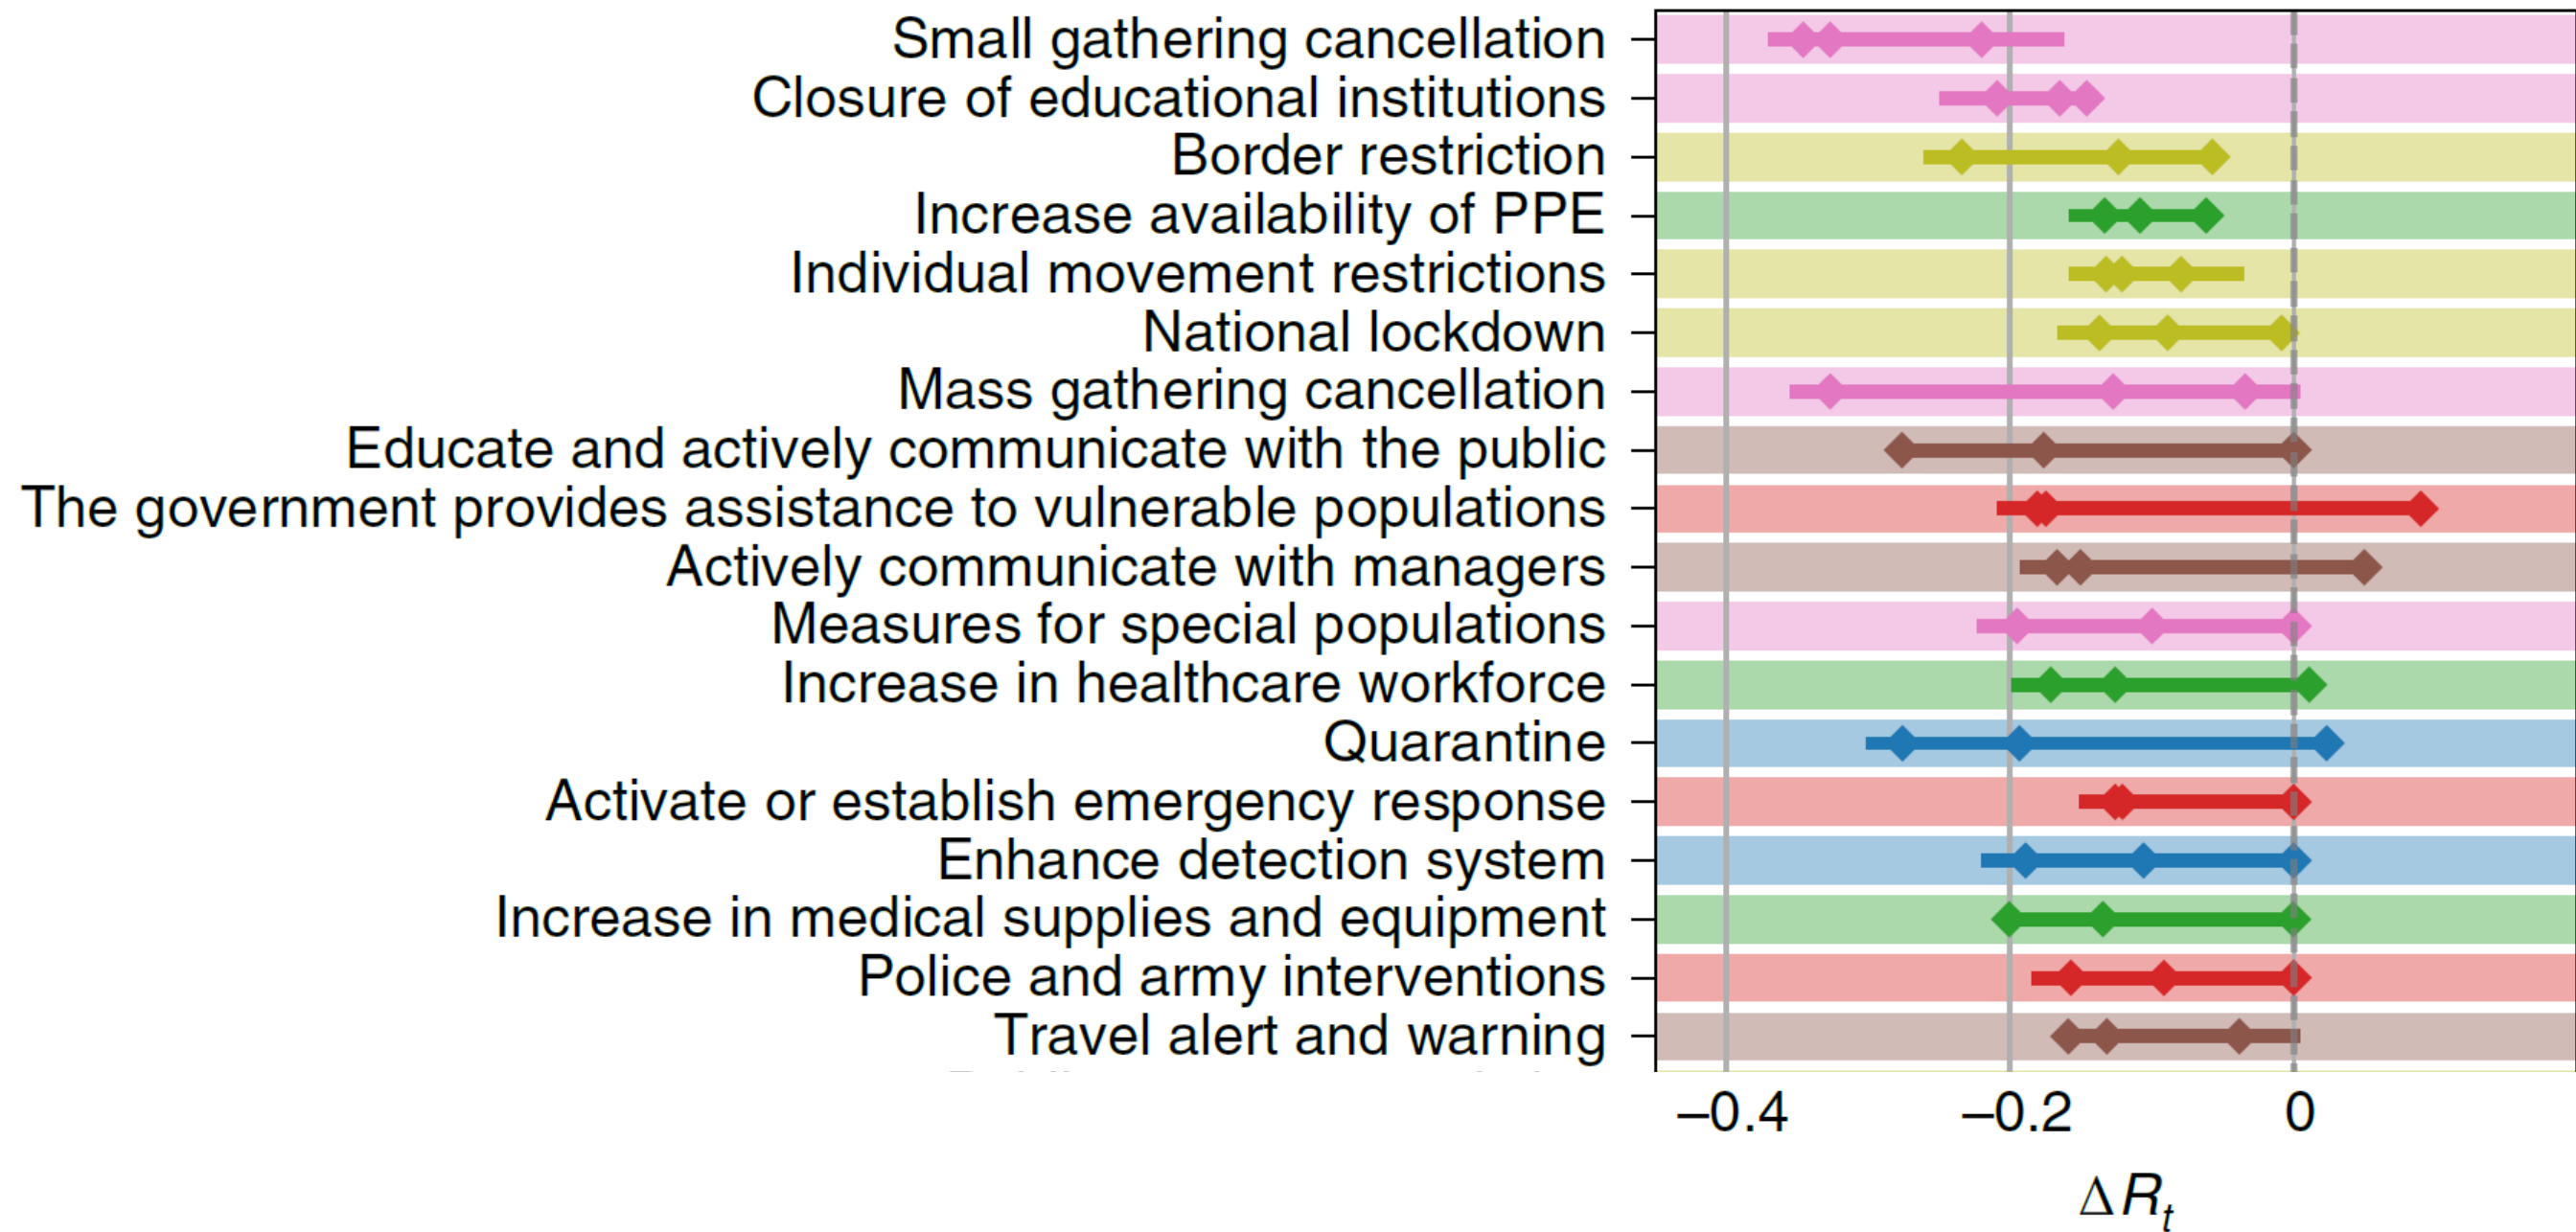 Small gathering cancellation
Closure of educational institutions
Border restriction
Increase availability of PPE
Individual movement restrictions
National lockdown
Mass gathering cancellation
Educate and actively communicate with the public
The government provides assistance to vulnerable populations
Actively communicate with managers
Measures for special populations
Increase in healthcare workforce
Quarantine
Activate or establish emergency response
Enhance detection system
Increase in medical supplies and equipment
Police and army interventions
Travel alert and warning
–0.4 –0.2 0
ΔRt